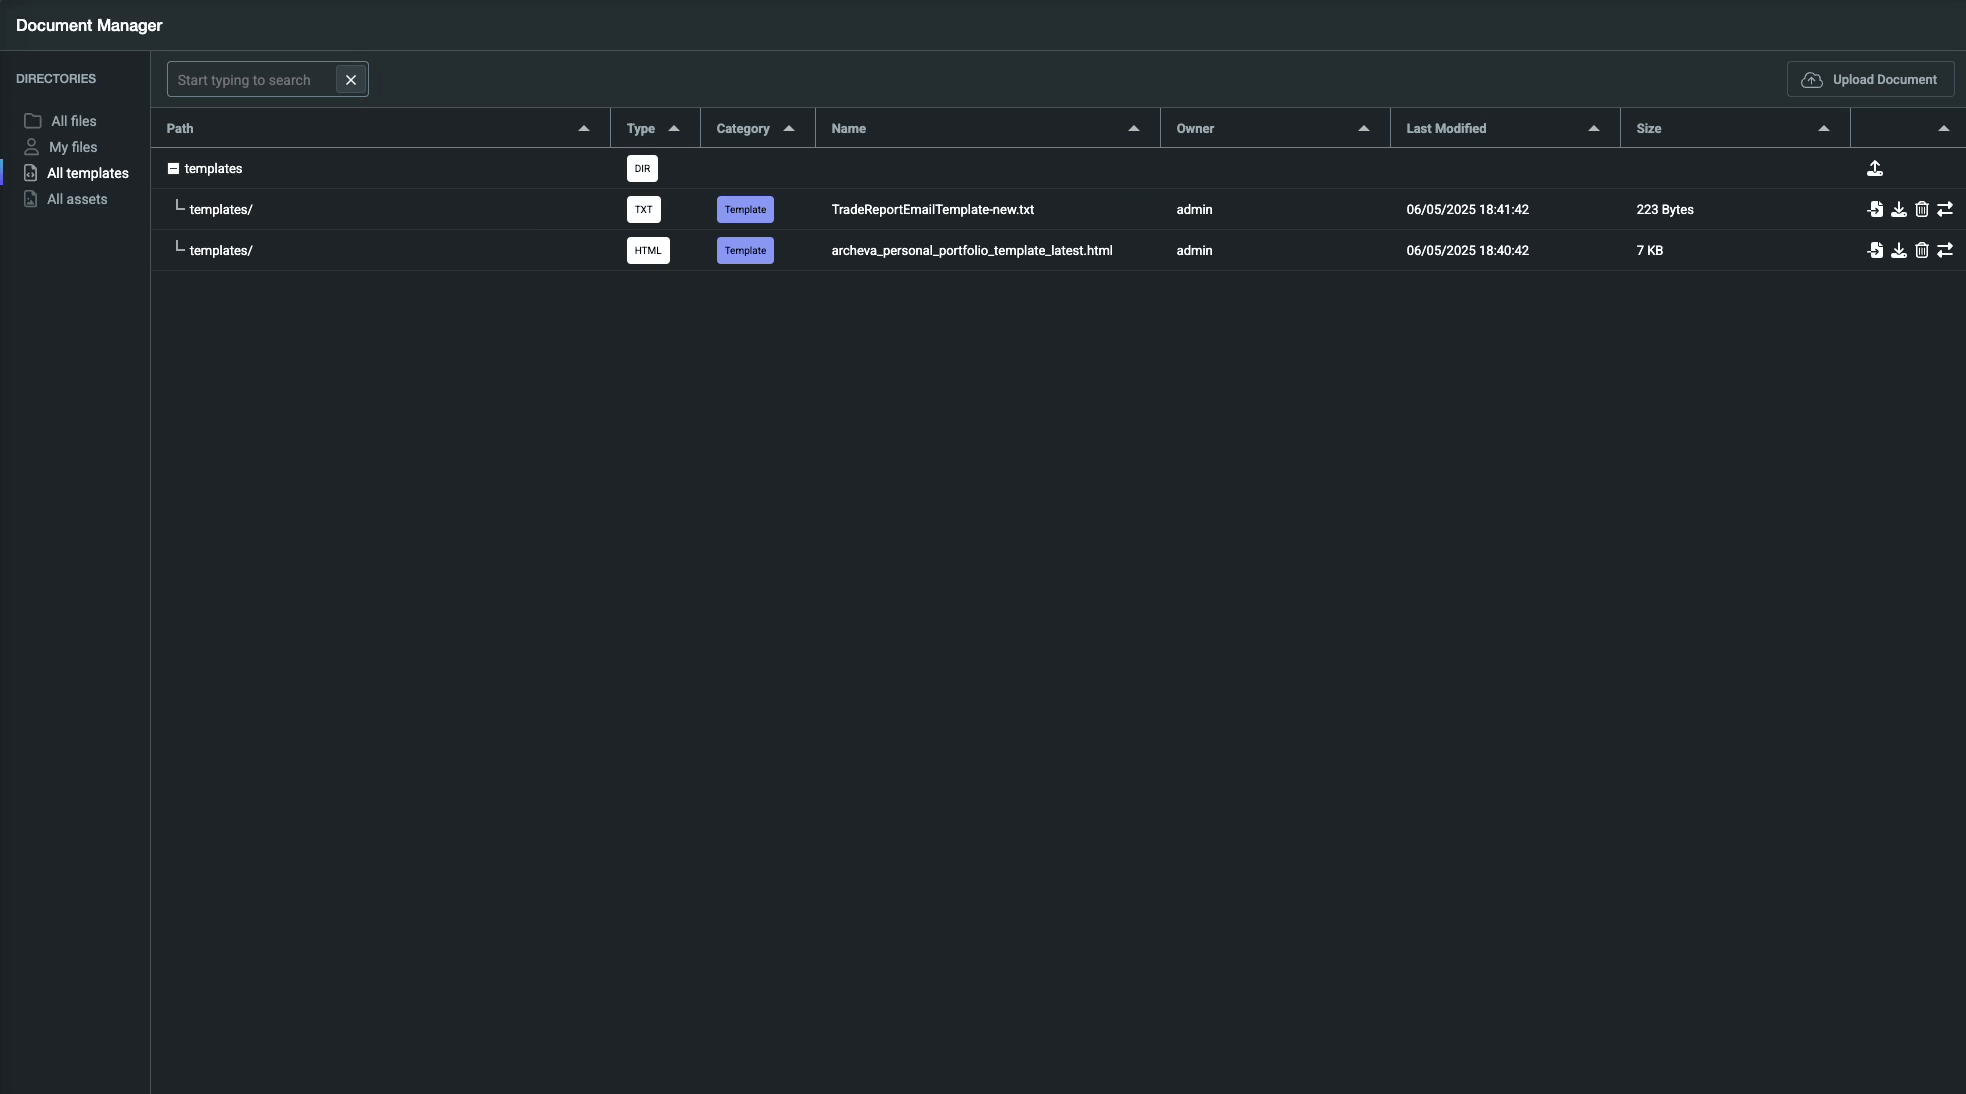 Document Manager
DIRECTORIES
All files
My files
All templates
All assets
Start typing to search
Upload Document
Path Type Category Name Owner Last Modified Size
templates DIR
templates/ TXT Template TradeReportEmailTemplate-new.txt admin 06/05/2025 18:41:42 223 Bytes
templates/ HTML Template archeva_personal_portfolio_template_latest.html admin 06/05/2025 18:40:42 7 KB